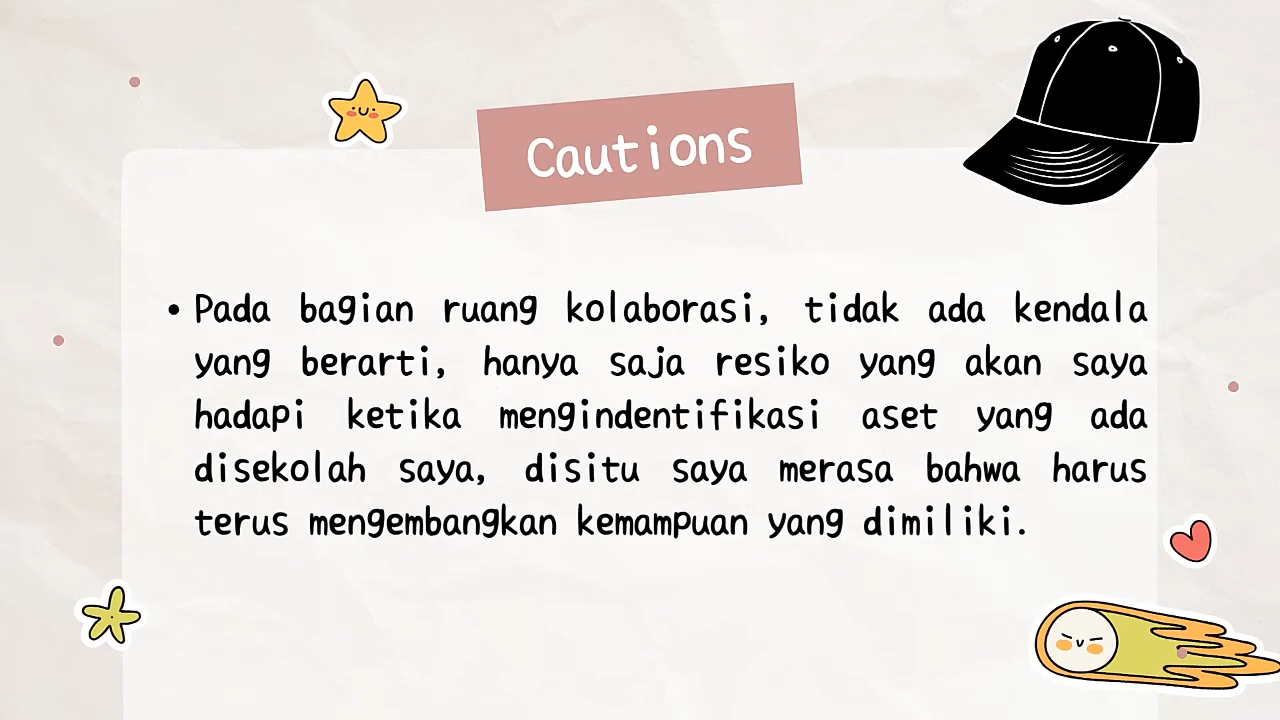 Cautions
• Pada bagian ruang kolaborasi, tidak ada kendala
yang berarti, hanya saja resiko yang akan saya
hadapi ketika mengindentifikasi aset yang ada
disekolah saya, disitu saya merasa bahwa harus
terus mengembangkan kemampuan yang dimiliki.